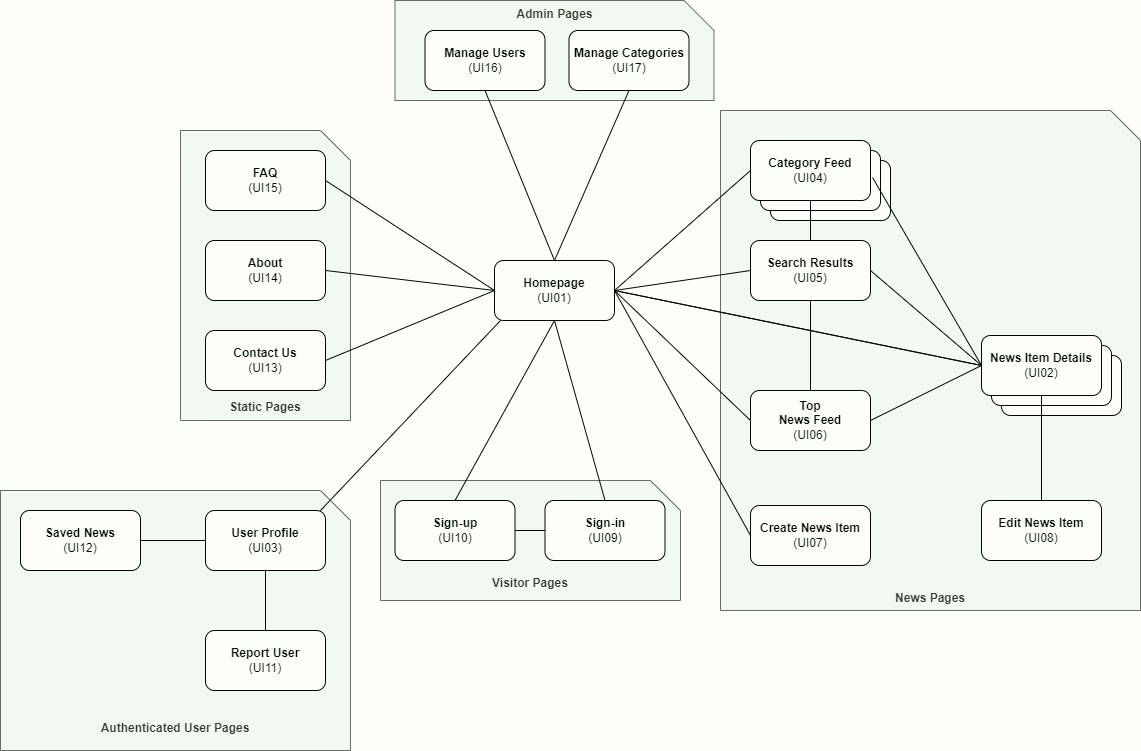 Admin Pages
Manage Users
(UI16)
Manage Categories
(UI17)
FAQ
(UI15)
About
(UI14)
Contact Us
(UI13)
Static Pages
Homepage
(UI01)
Category Feed
(UI04)
Search Results
(UI05)
News Item Details
(UI02)
Top
News Feed
(UI06)
Create News Item
(UI07)
Edit News Item
(UI08)
News Pages
Sign-up
(UI10)
Sign-in
(UI09)
Visitor Pages
Saved News
(UI12)
User Profile
(UI03)
Report User
(UI11)
Authenticated User Pages